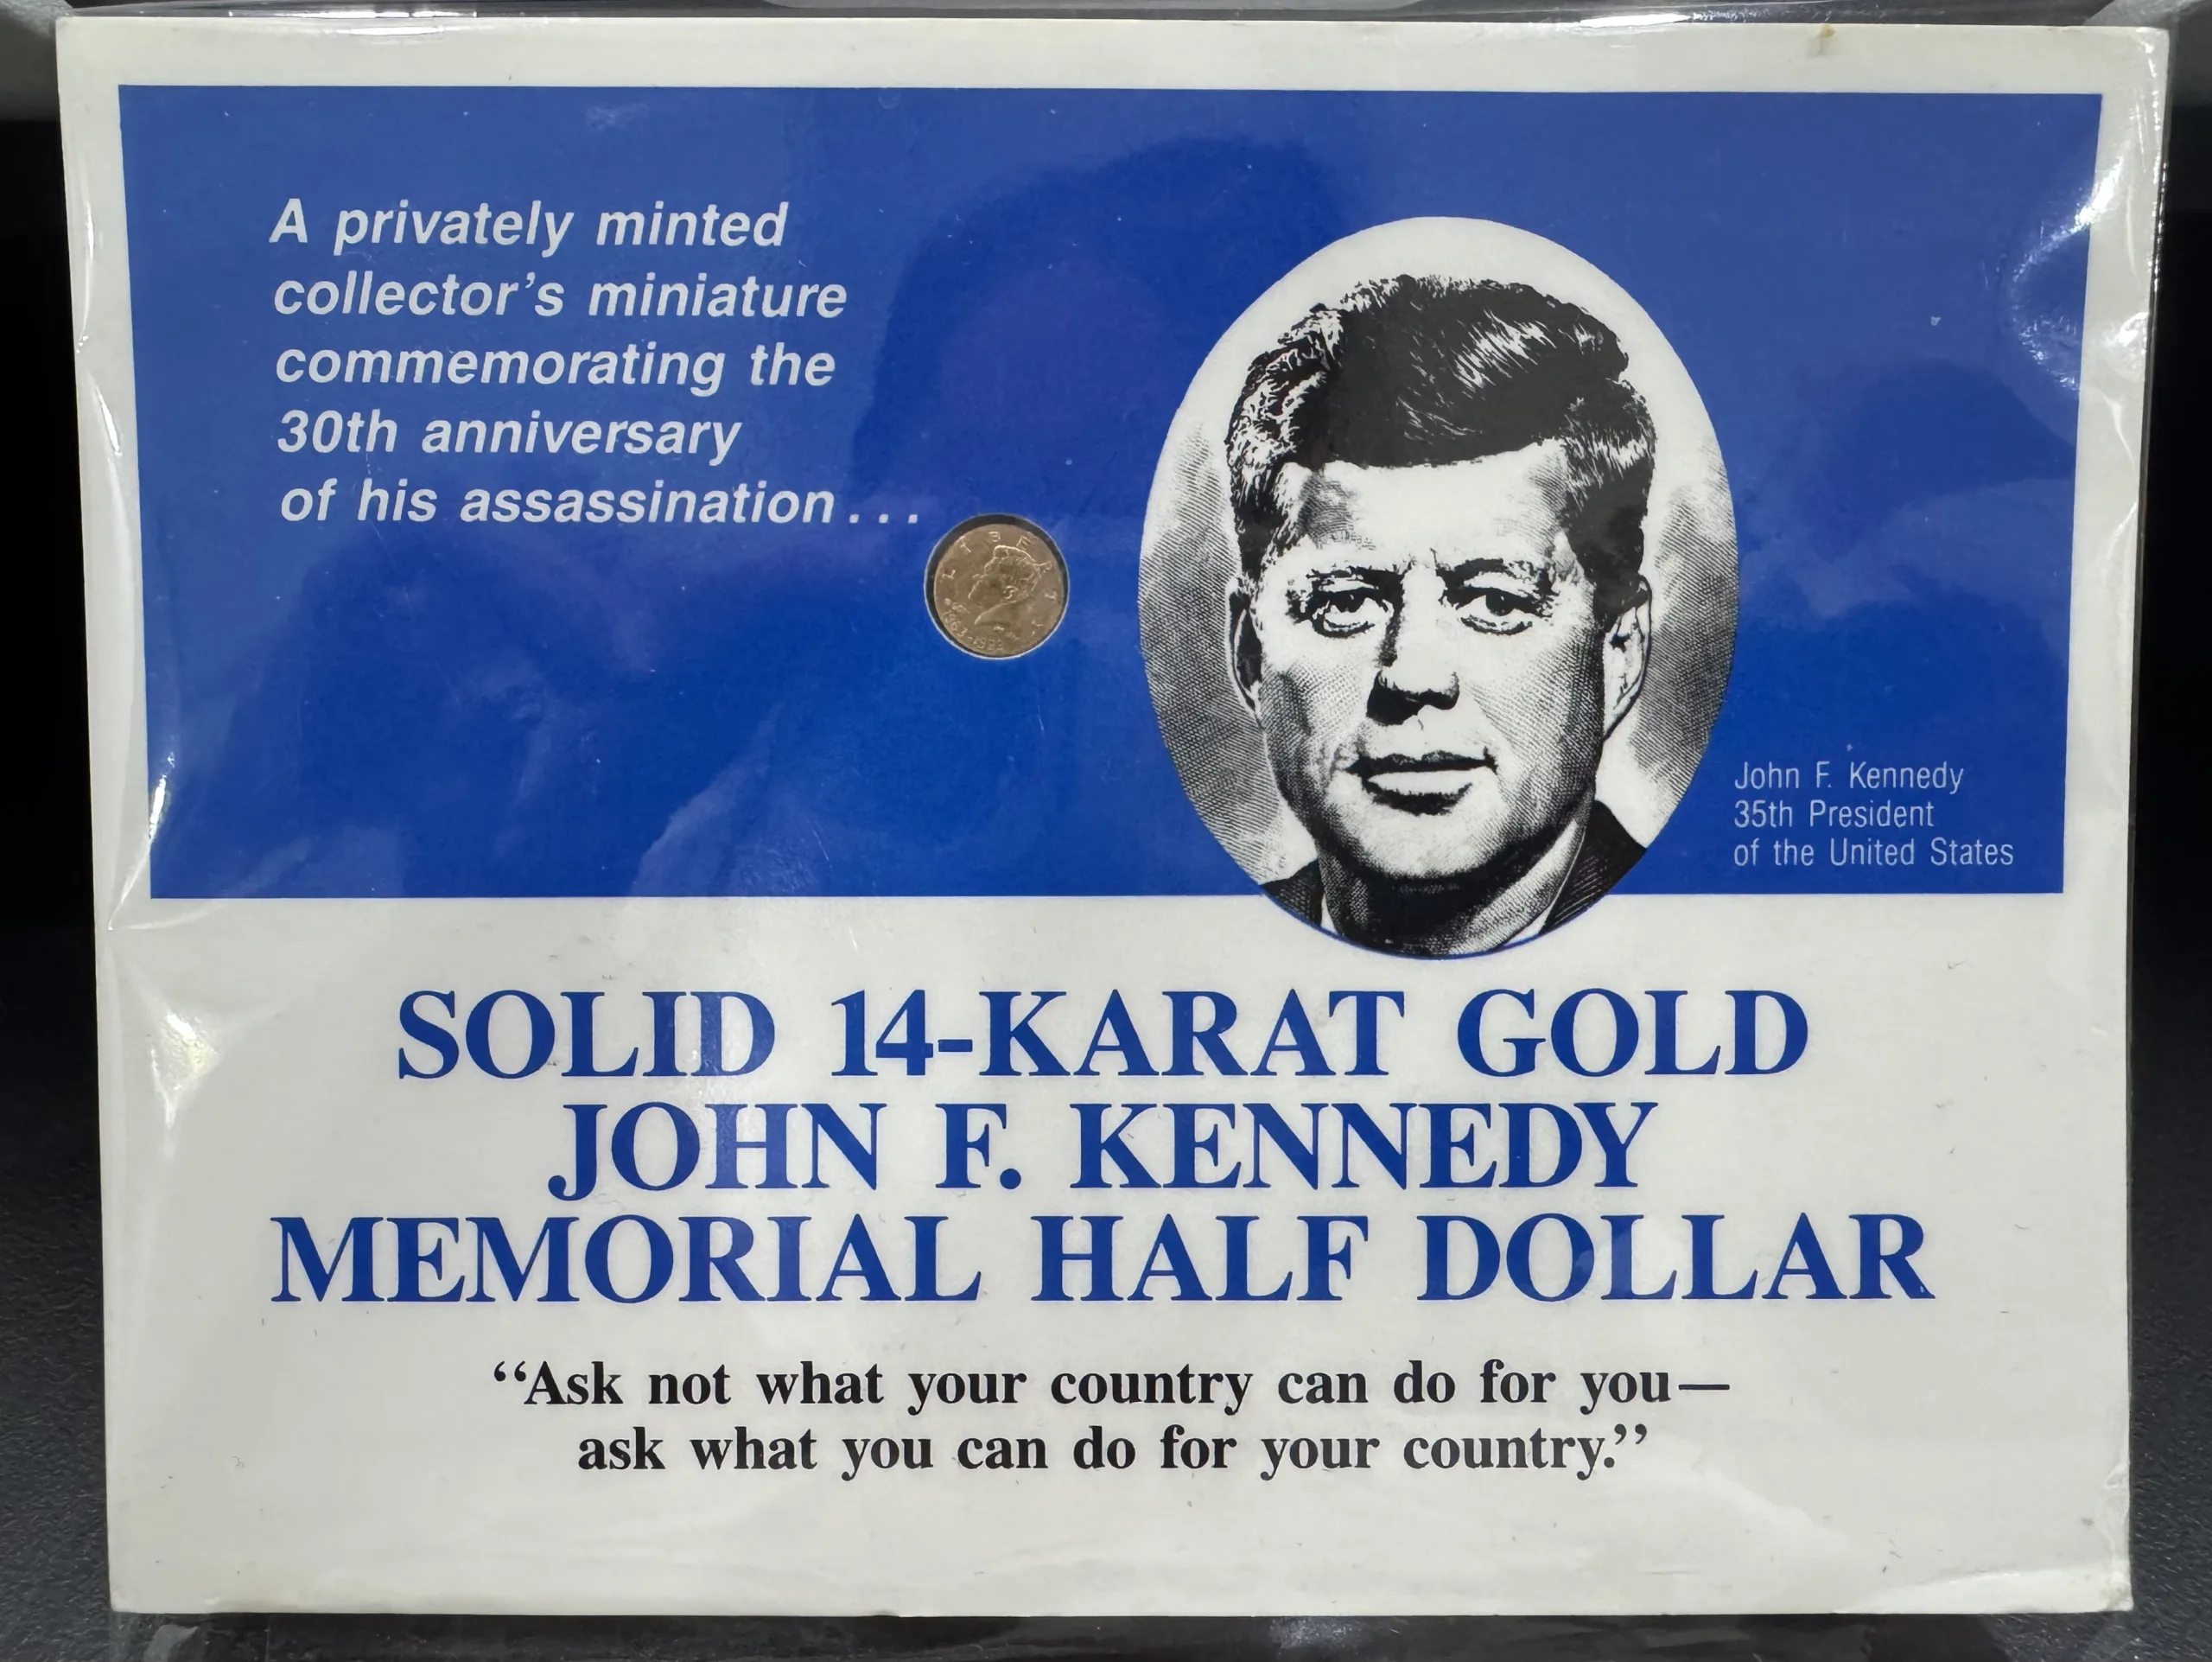 A privately minted
collector's miniature
commemorating the
30th anniversary
of his assassination...
LIBERTY
John F. Kennedy
35th President
of the United States
SOLID 14-KARAT GOLD
JOHN F. KENNEDY
MEMORIAL HALF DOLLAR
“Ask not what your country can do for you—
ask what you can do for your country.”